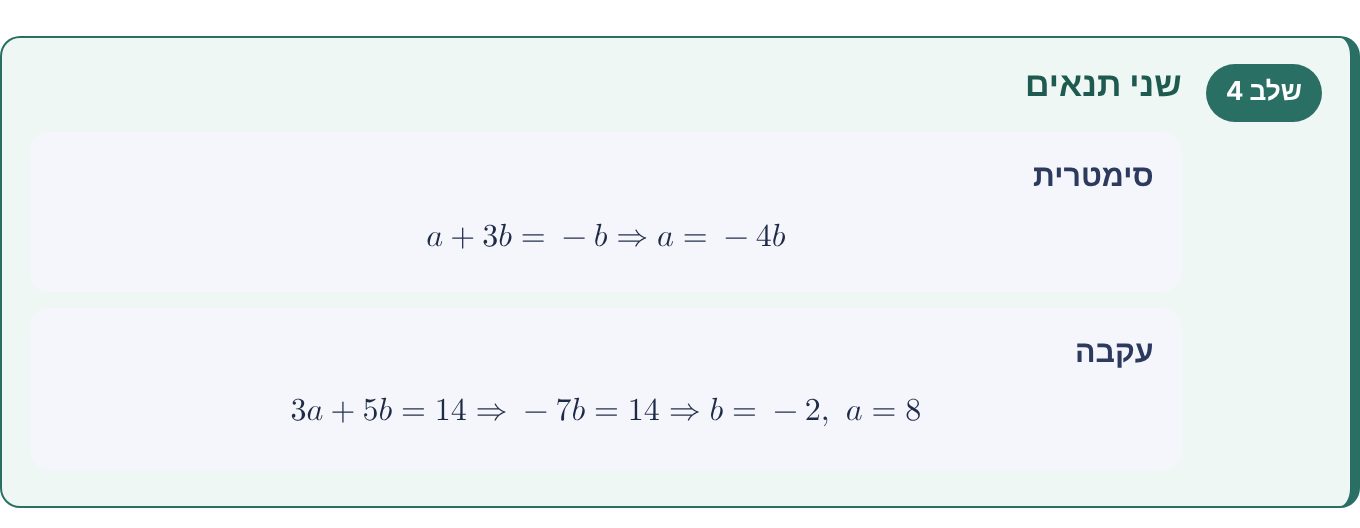 שלב 4
שני תנאים
סימטרית
a + 3b = − b ⇒ a = − 4b
עקבה
3a + 5b = 14 ⇒ − 7b = 14 ⇒ b = − 2, a = 8